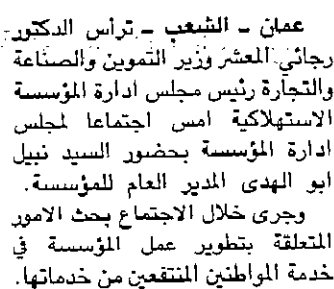 عمان ـ الشعب ـ ترأس الدكتور
رجائي المعشر وزير التموين والصناعة
والتجارة رئيس مجلس ادارة المؤسسة
الاستهلاكية امس اجتماعا لمجلس
ادارة المؤسسة بحضور السيد نبيل
ابو الهدى المدير العام للمؤسسة.
وجرى خلال الاجتماع بحث الامور
المتعلقة بتطوير عمل المؤسسة في
خدمة المواطنين المنتفعين من خدماتها.